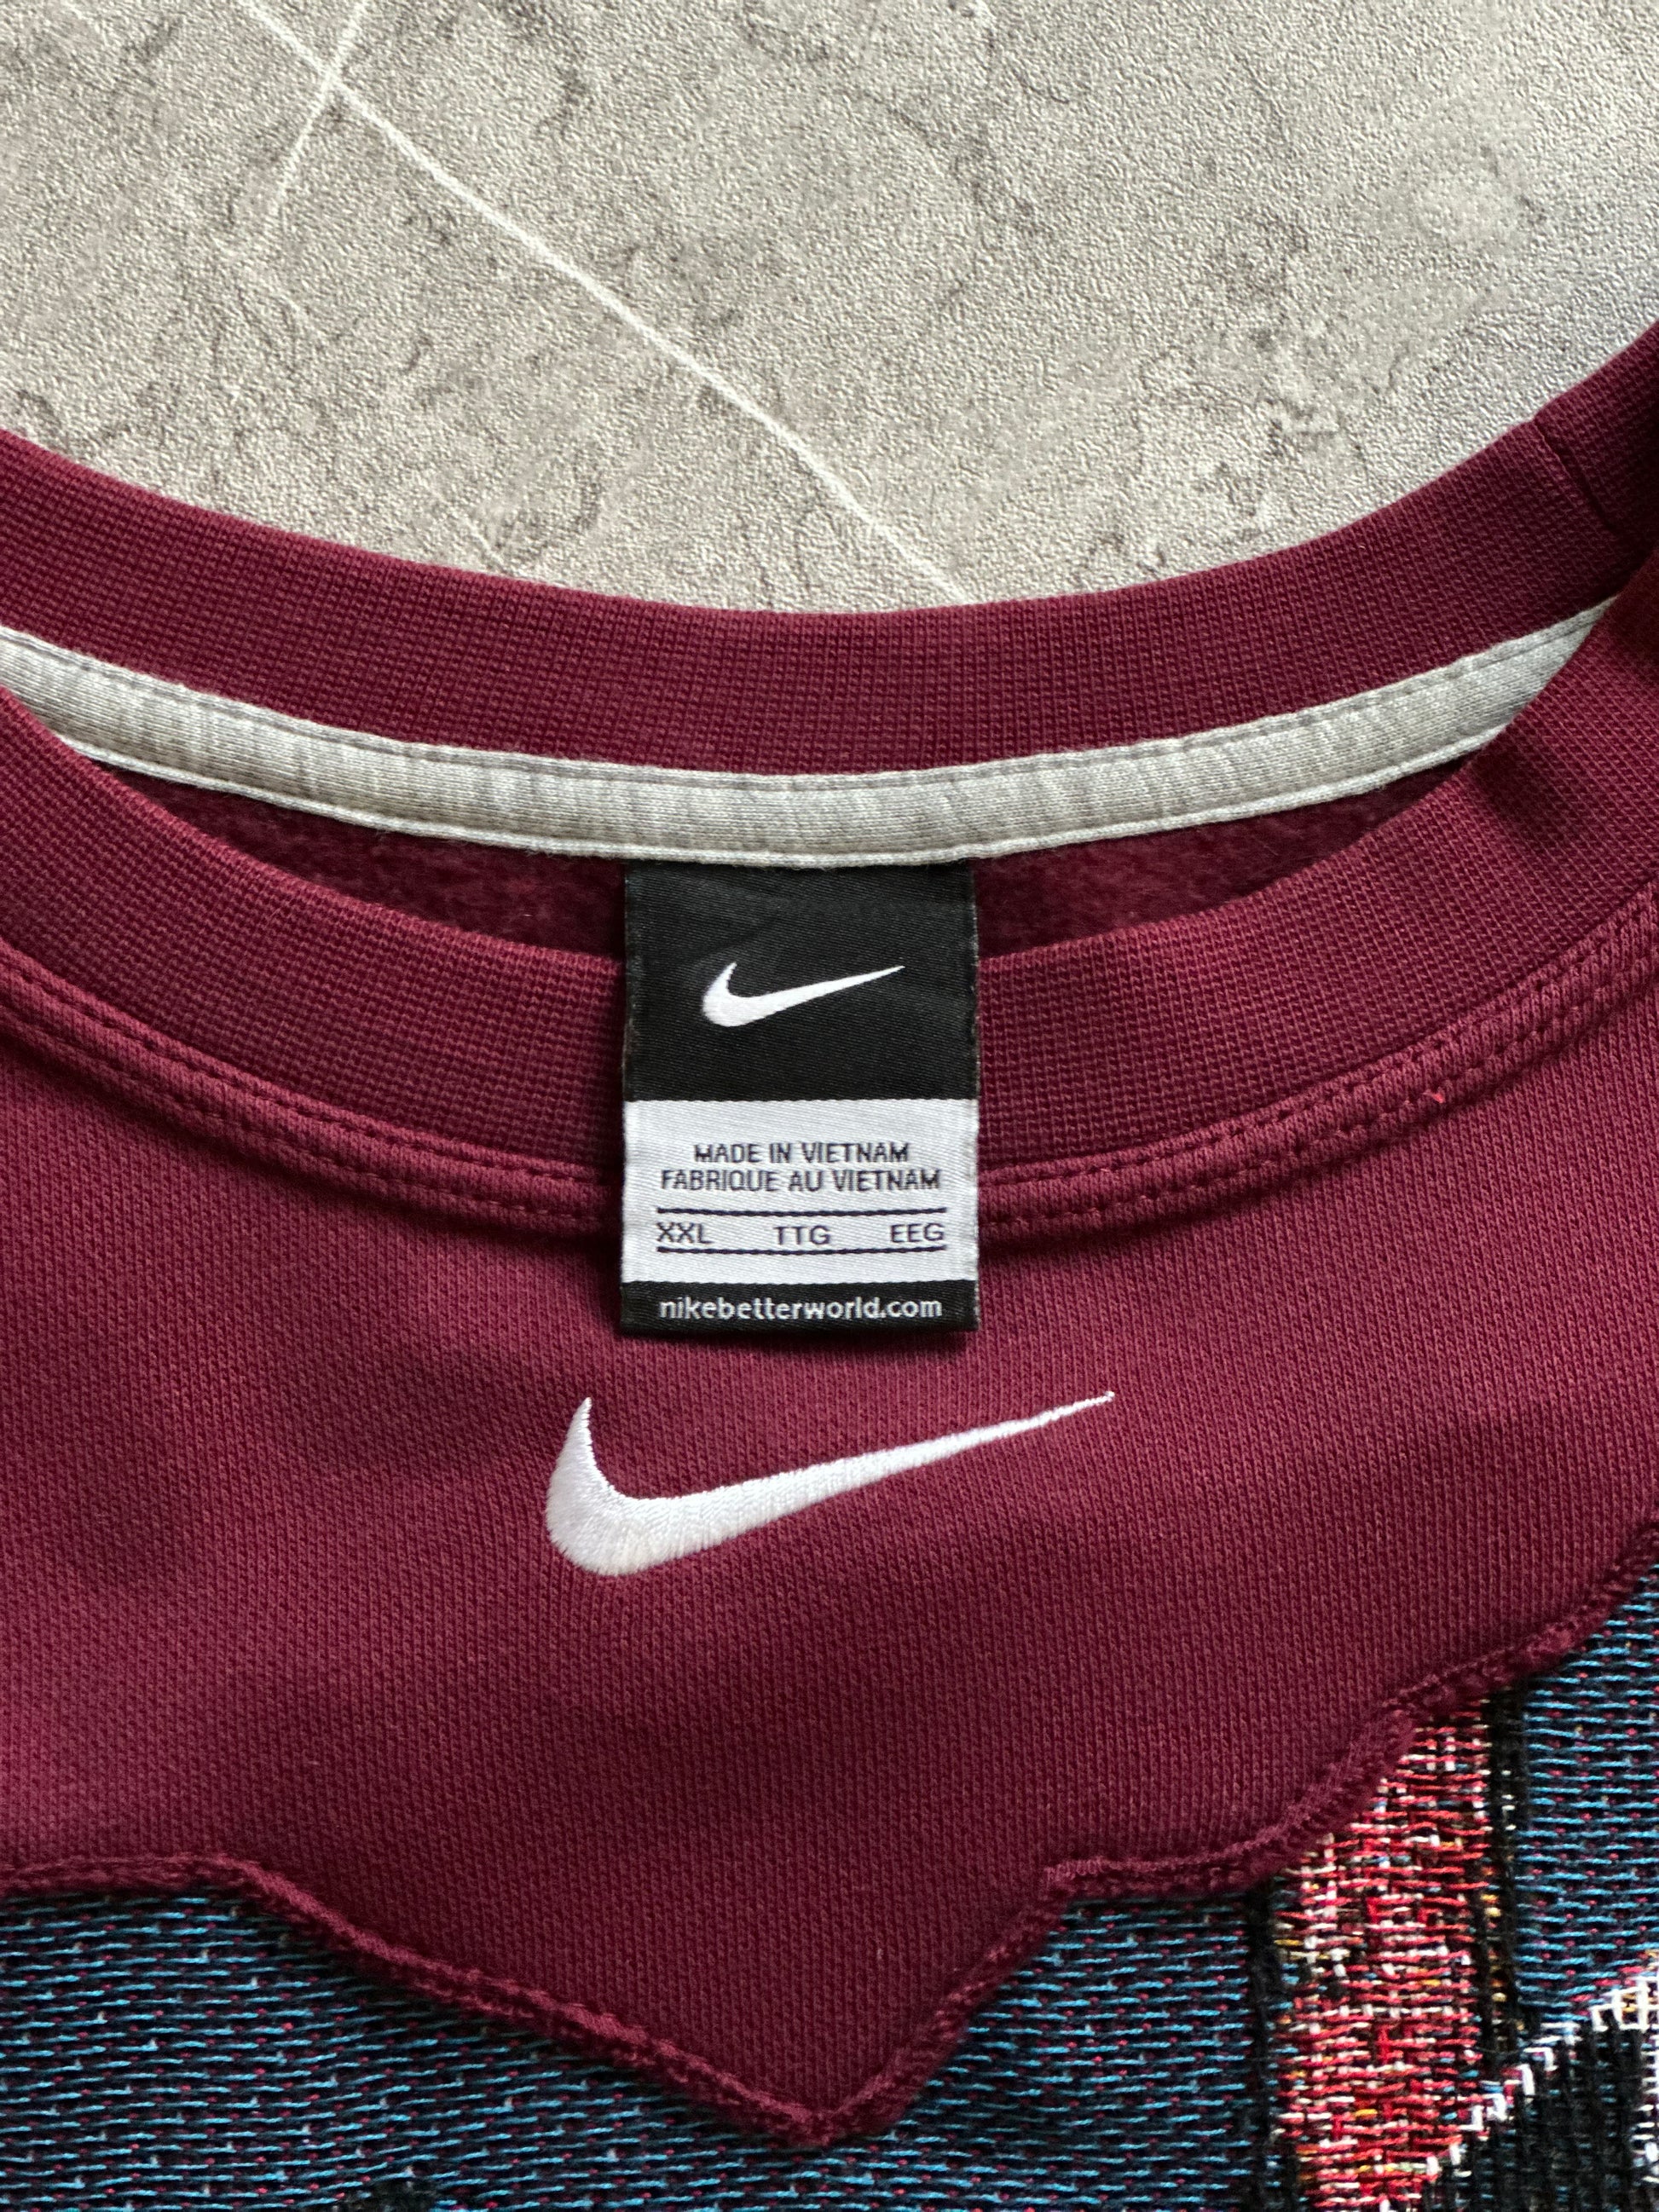 MADE IN VIETNAM
FABRIQUE AU VIETNAM
XXL TTG EEG
nikebetterworld.com